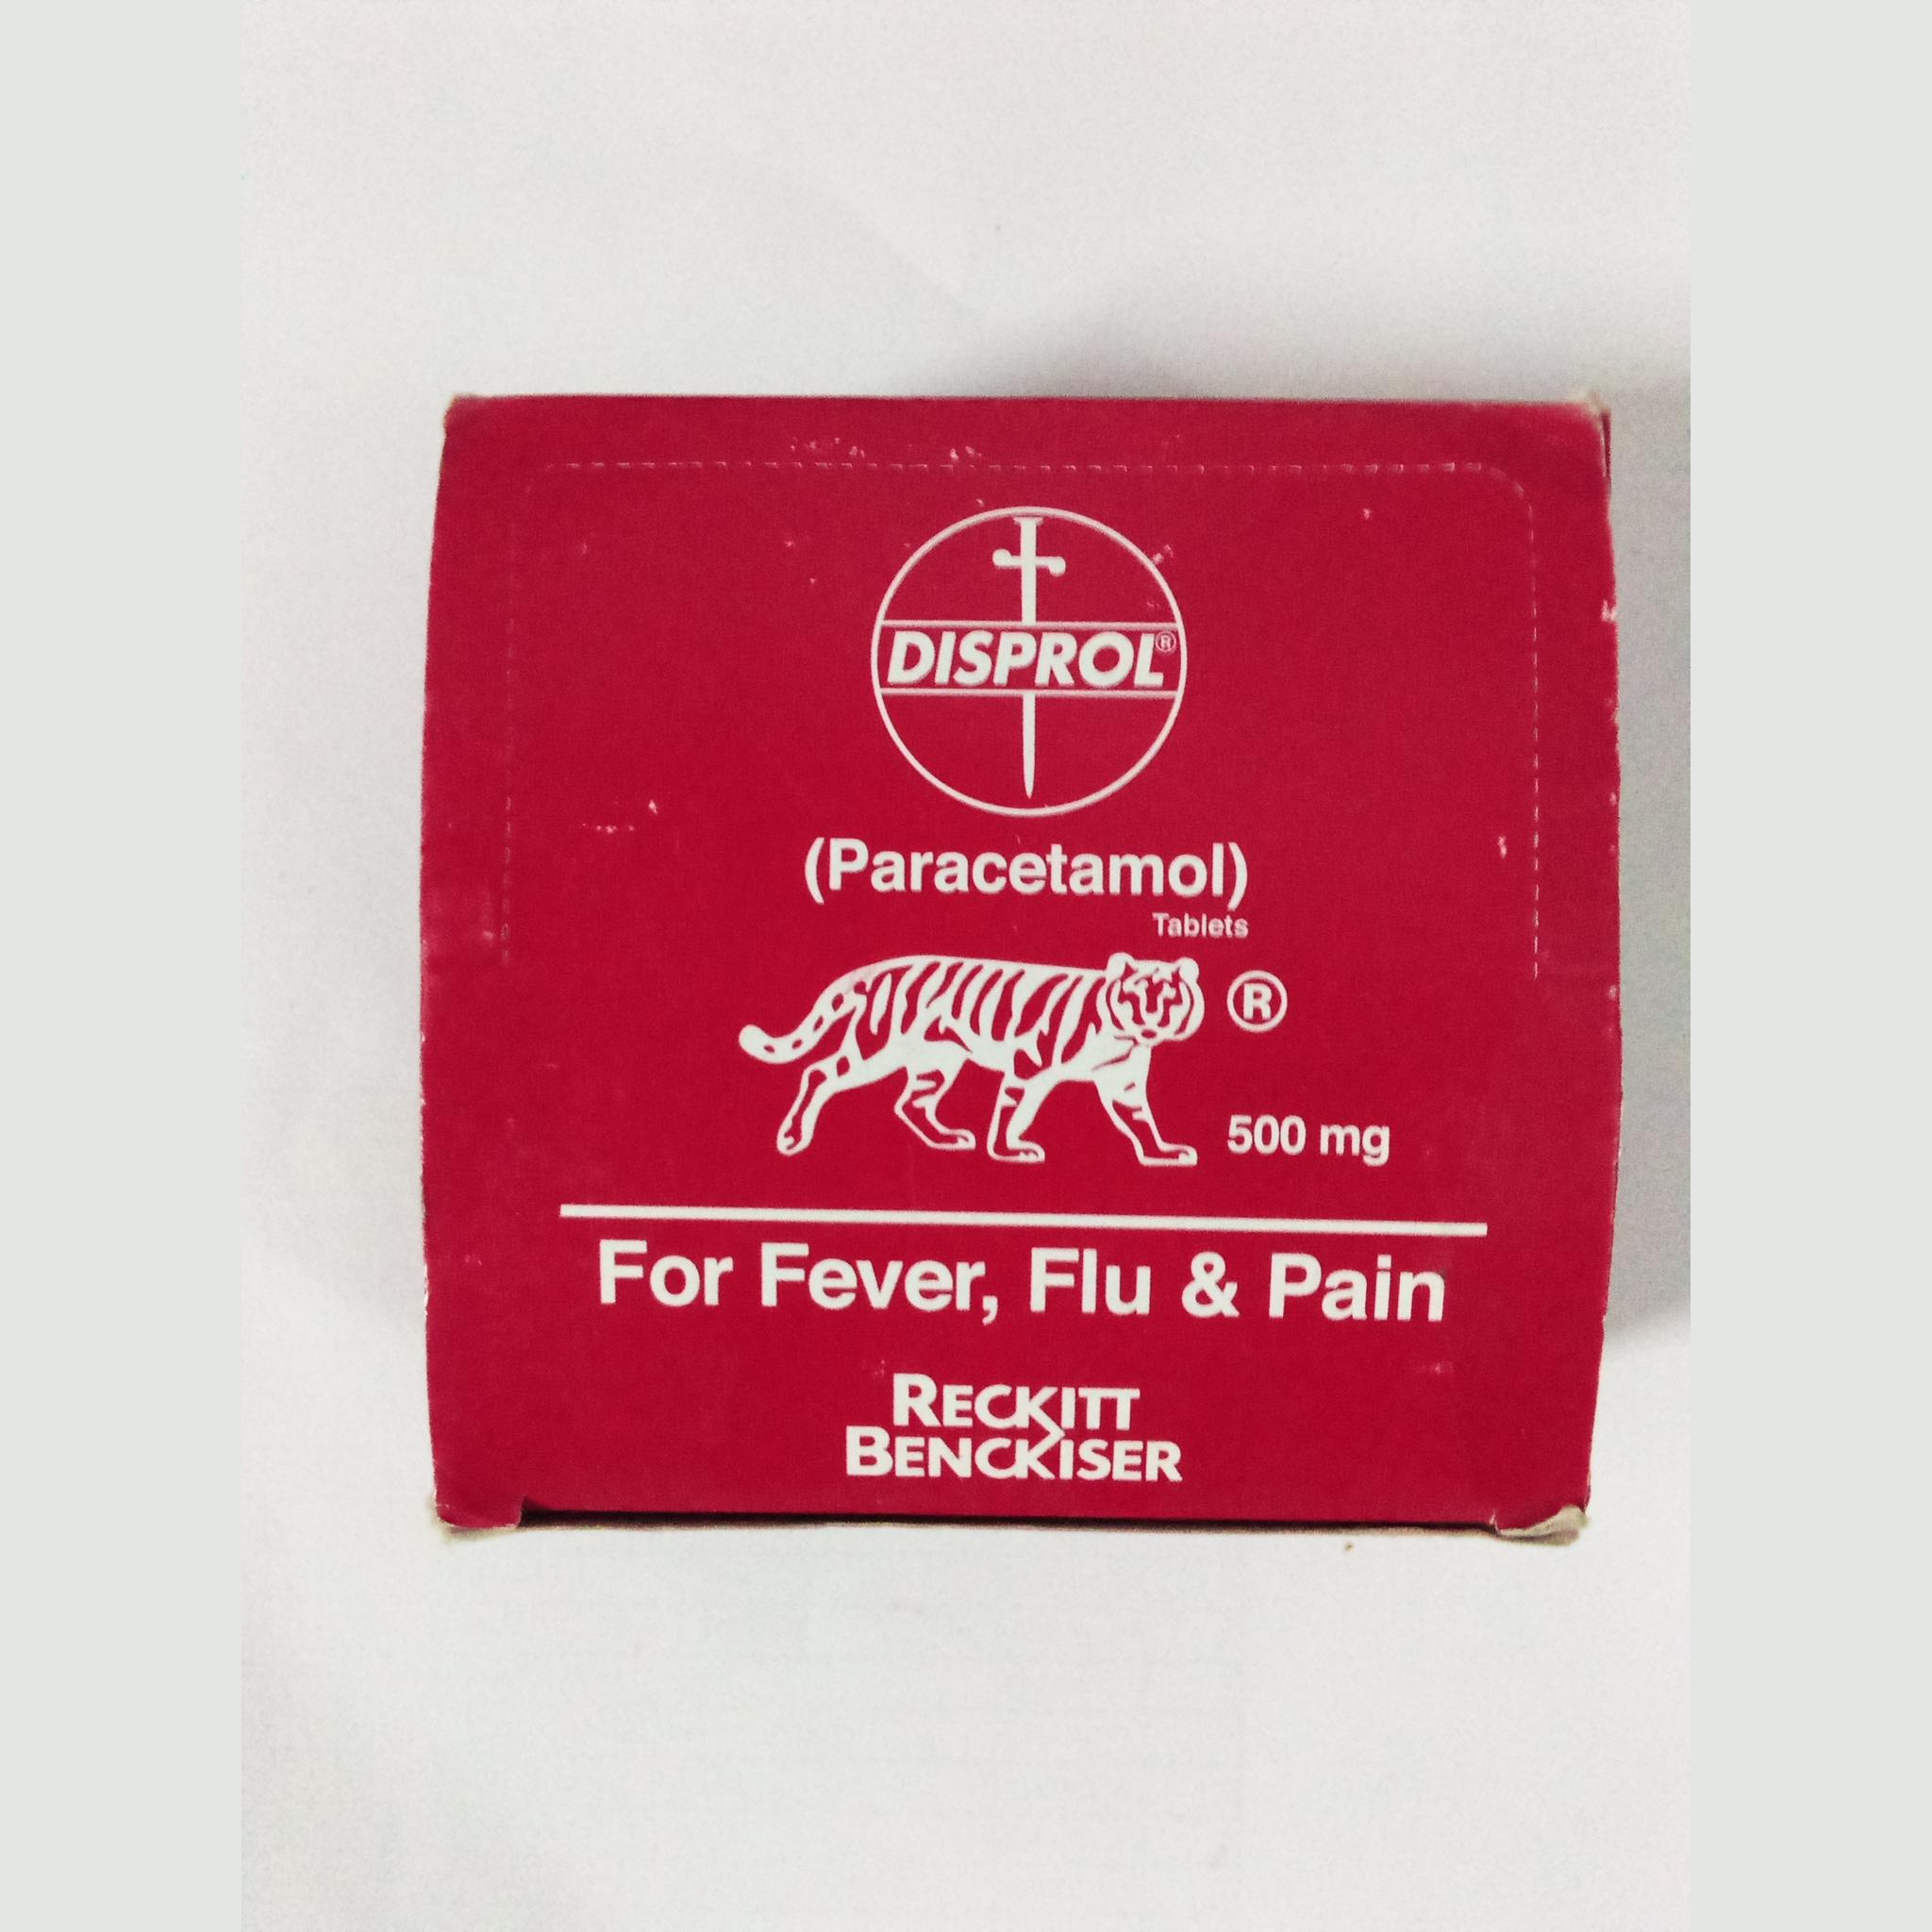 DISPROL®
(Paracetamol)
Tablets
®
500 mg
For Fever, Flu & Pain
RECKITT
BENCKISER